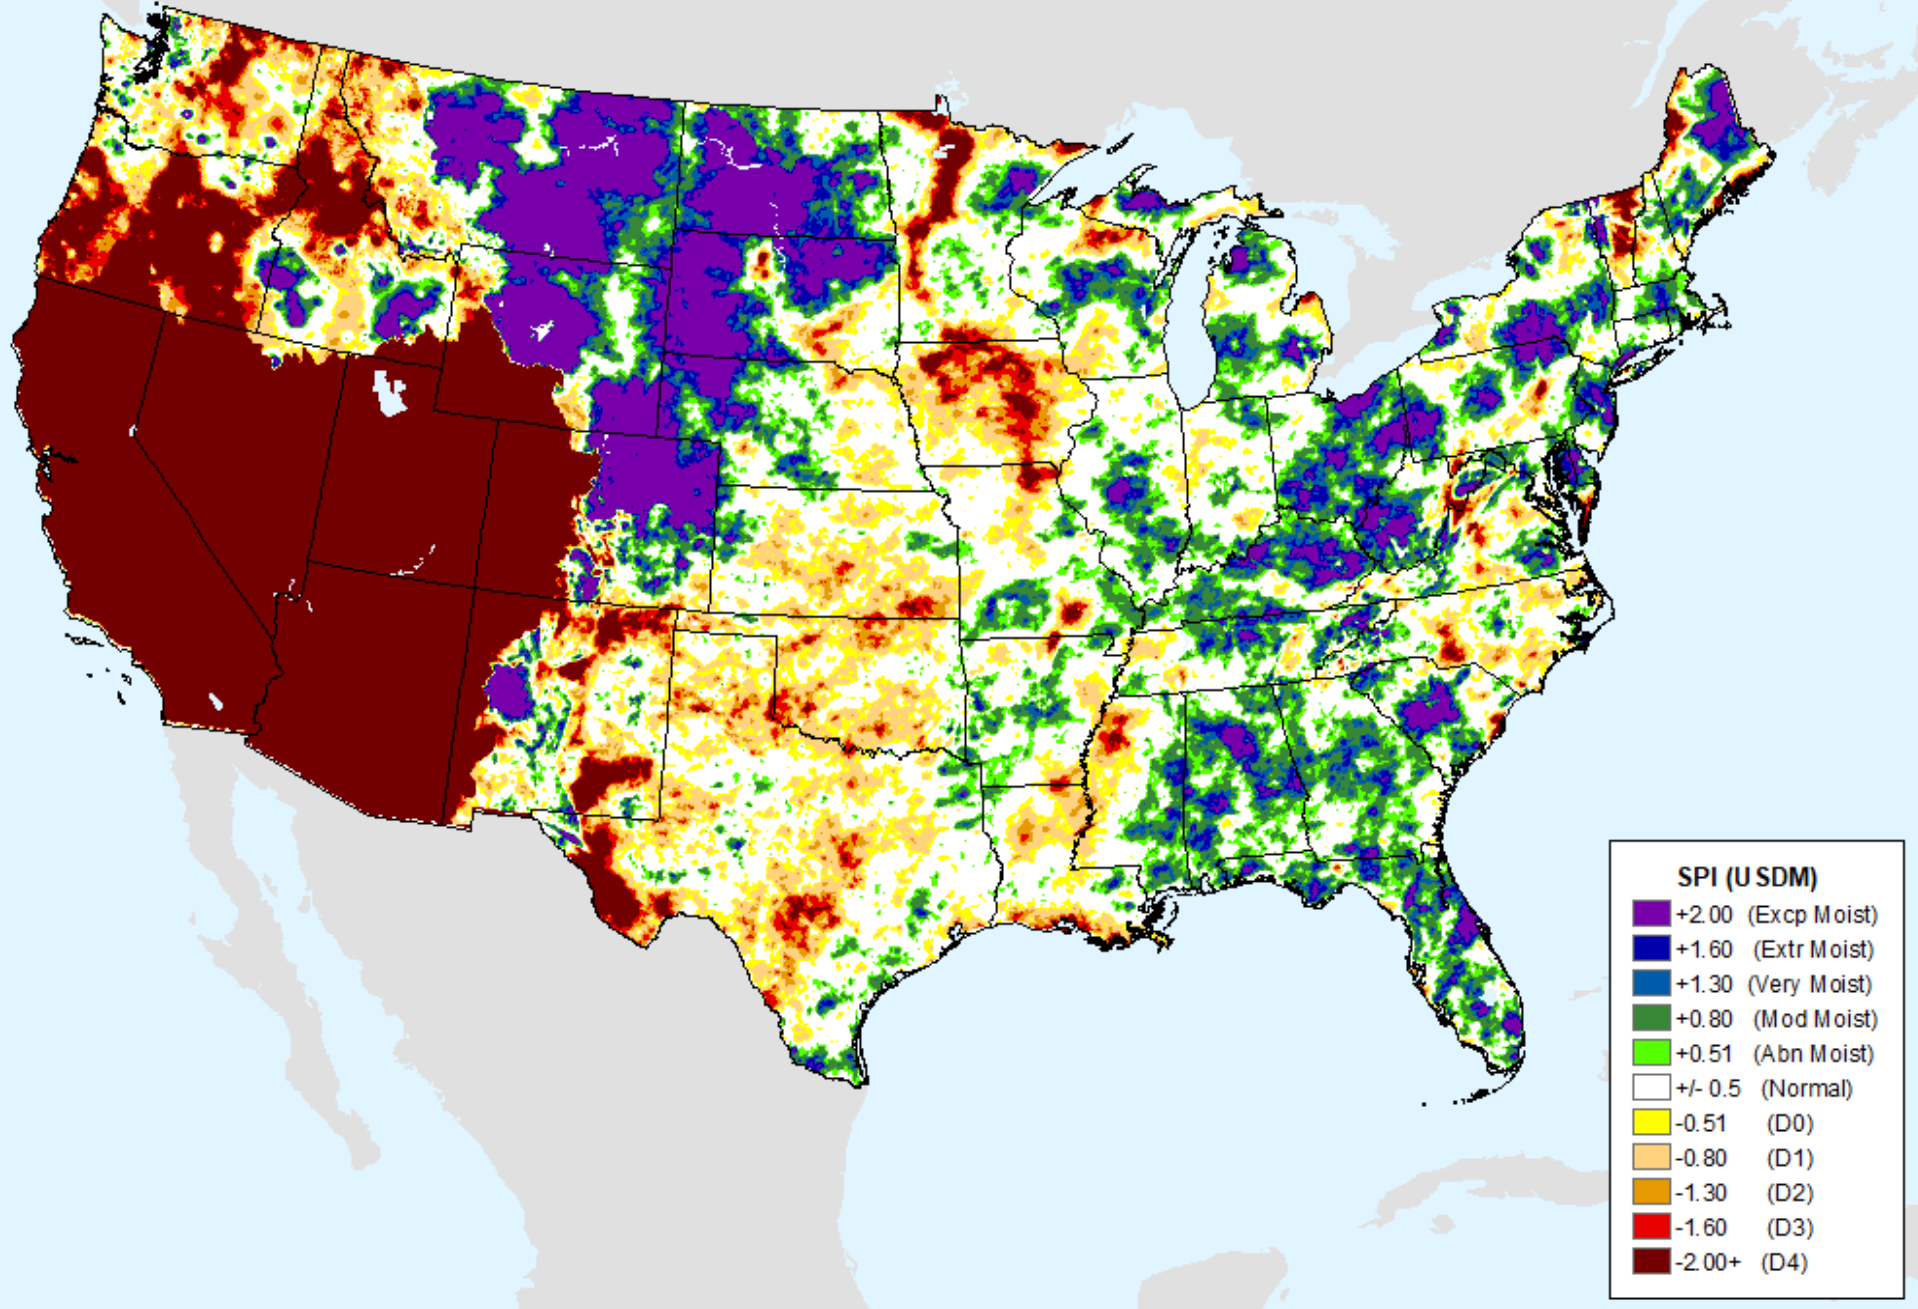 SPI (USDM)
+2.00 (Excp Moist)
+1.60 (Extr Moist)
+1.30 (Very Moist)
+0.80 (Mod Moist)
+0.51 (Abn Moist)
+/- 0.5 (Normal)
-0.51 (D0)
-0.80 (D1)
-1.30 (D2)
-1.60 (D3)
-2.00+ (D4)